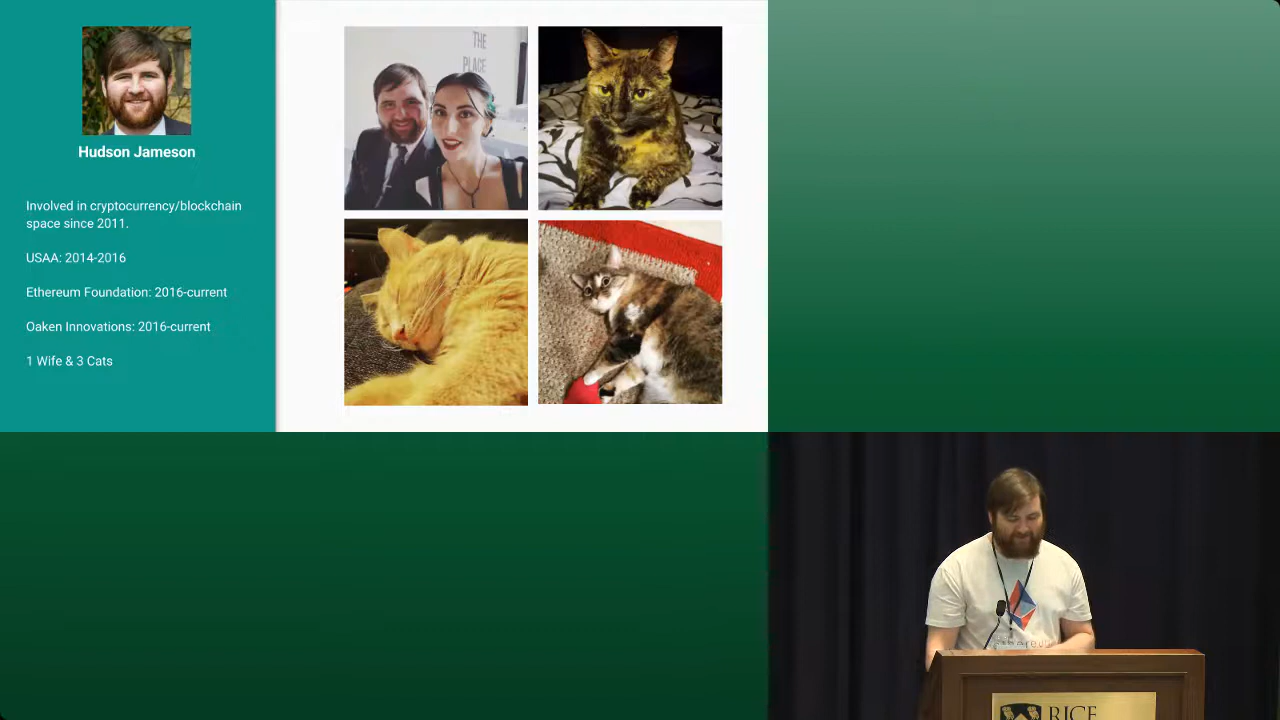 Hudson Jameson
Involved in cryptocurrency/blockchain
space since 2011.
USAA: 2014-2016
Ethereum Foundation: 2016-current
Oaken Innovations: 2016-current
1 Wife & 3 Cats
THE
PLACE
RICE